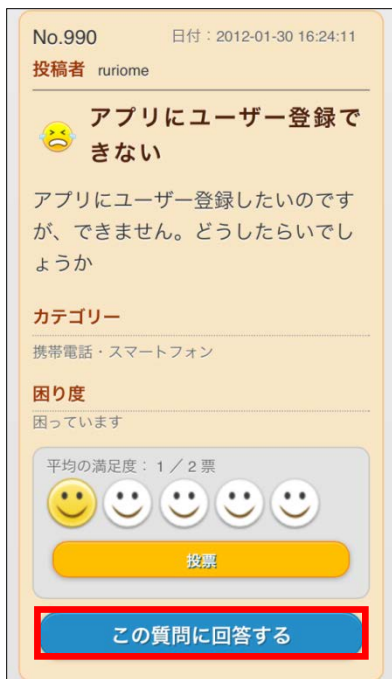 No.990 日付：2012-01-30 16:24:11
投稿者 ruriome
アプリにユーザー登録で
きない
アプリにユーザー登録したいのです
が、できません。どうしたらいでし
ょうか
カテゴリー
携帯電話・スマートフォン
困り度
困っています
平均の満足度： 1 ／ 2 票
投票
この質問に回答する